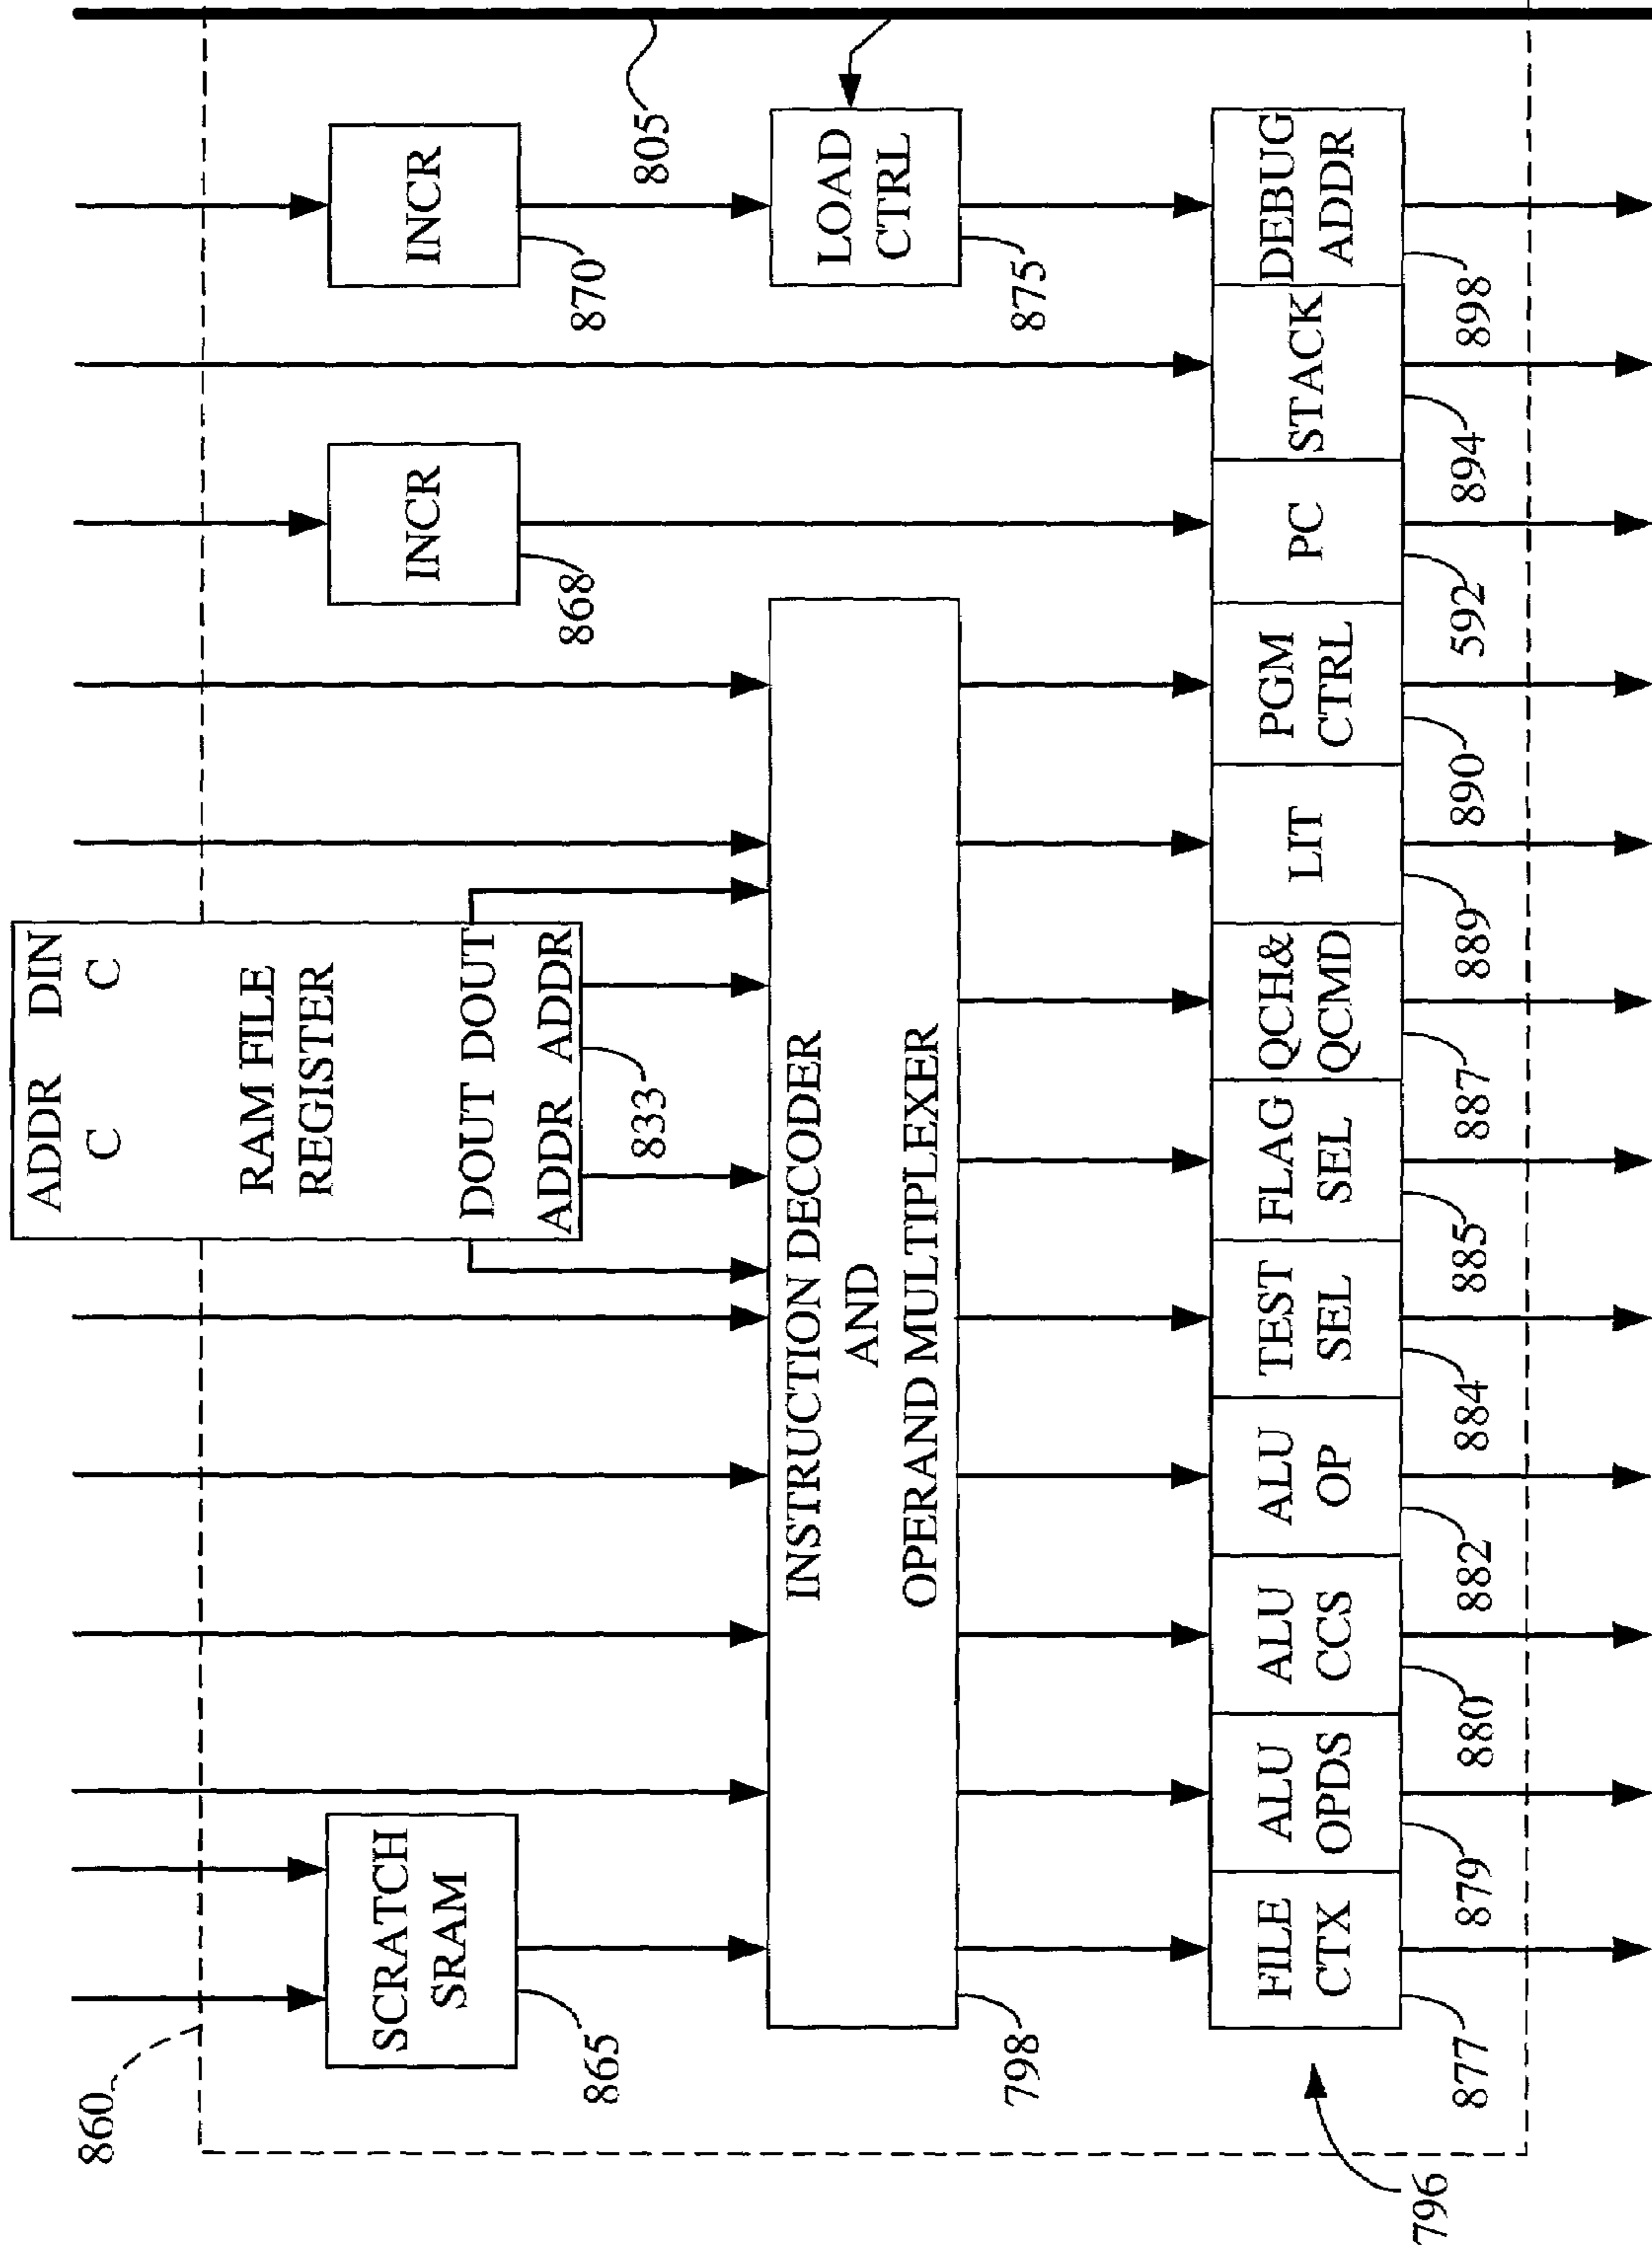 860
ADDR DIN
C C
RAM FILE
REGISTER
DOUT DOUT
ADDR ADDR
833
SCRATCH
SRAM
865
INCR
868
INCR
870
805
INSTRUCTION DECODER
AND
OPERAND MULTIPLEXER
798
LOAD
CTRL
875
796
FILE
CTX
877
ALU
OPDS
879
ALU
CCS
880
ALU
OP
882
TEST
SEL
884
FLAG
SEL
885
QCH&
QCMD
887
LIT
889
PGM
CTRL
890
PC
592
STACK
894
DEBUG
ADDR
898